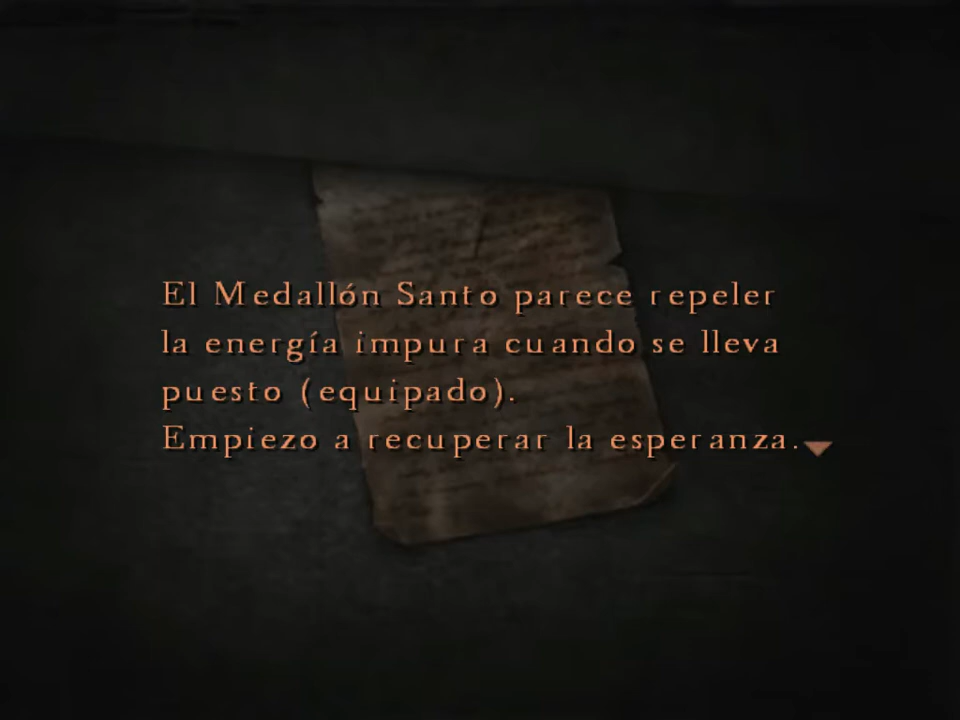 El Medallón Santo parece repeler
la energía impura cuando se lleva
puesto (equipado).
Empiezo a recuperar la esperanza.